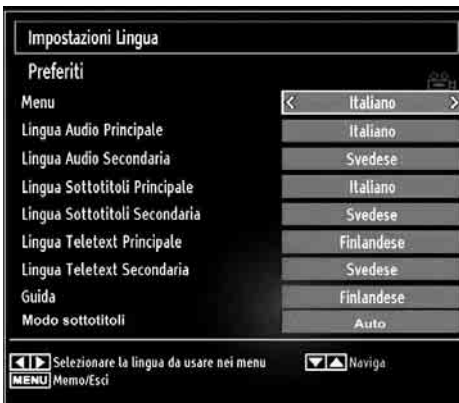 Impostazioni Lingua
Preferiti
Menu < Italiano >
Lingua Audio Principale Italiano
Lingua Audio Secondaria Svedese
Lingua Sottotitoli Principale Italiano
Lingua Sottotitoli Secondaria Svedese
Lingua Teletext Principale Finlandese
Lingua Teletext Secondaria Svedese
Guida Finlandese
Modo sottotitoli Auto
Selezionare la lingua da usare nei menu Naviga
MENU Memo/Esci